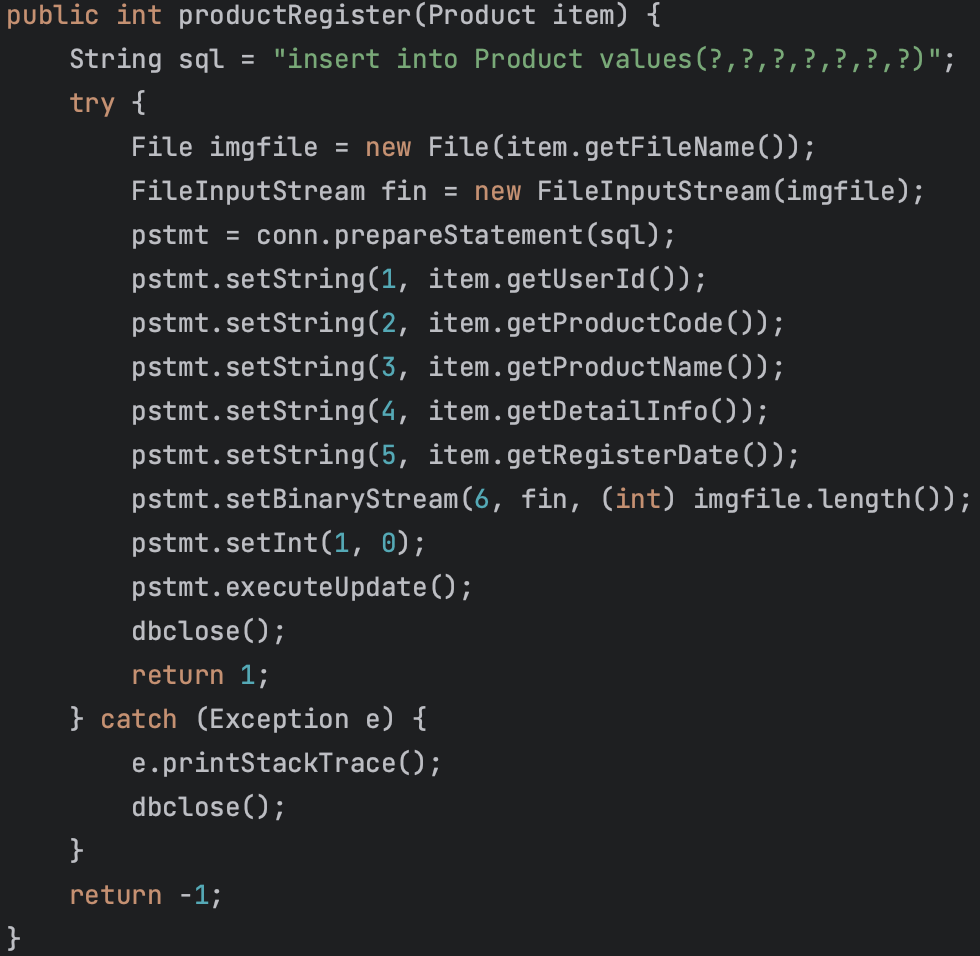 public int productRegister(Product item) {
    String sql = "insert into Product values(?,?,?,?,?,?,?)";
    try {
        File imgfile = new File(item.getFileName());
        FileInputStream fin = new FileInputStream(imgfile);
        pstmt = conn.prepareStatement(sql);
        pstmt.setString(1, item.getUserId());
        pstmt.setString(2, item.getProductCode());
        pstmt.setString(3, item.getProductName());
        pstmt.setString(4, item.getDetailInfo());
        pstmt.setString(5, item.getRegisterDate());
        pstmt.setBinaryStream(6, fin, (int) imgfile.length());
        pstmt.setInt(1, 0);
        pstmt.executeUpdate();
        dbclose();
        return 1;
    } catch (Exception e) {
        e.printStackTrace();
        dbclose();
    }
    return -1;
}